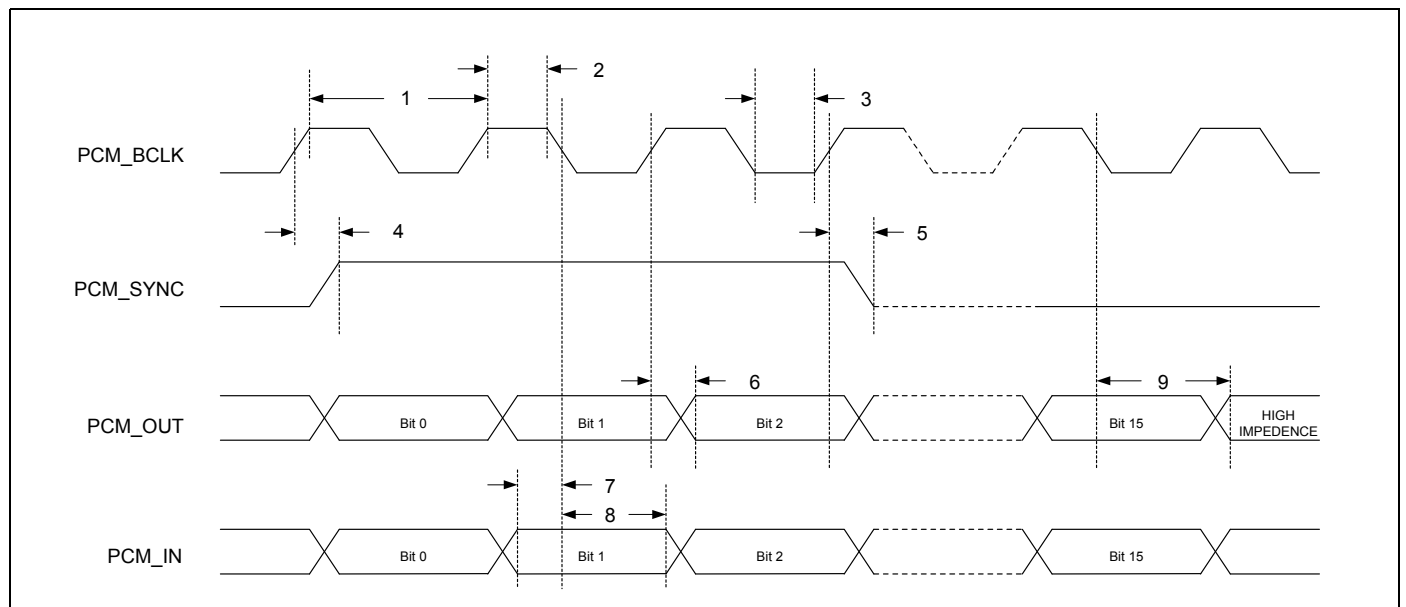 1
2
3
PCM_BCLK
4
5
PCM_SYNC
6
9
PCM_OUT
Bit 0
Bit 1
Bit 2
Bit 15
HIGH
IMPEDENCE
7
8
PCM_IN
Bit 0
Bit 1
Bit 2
Bit 15